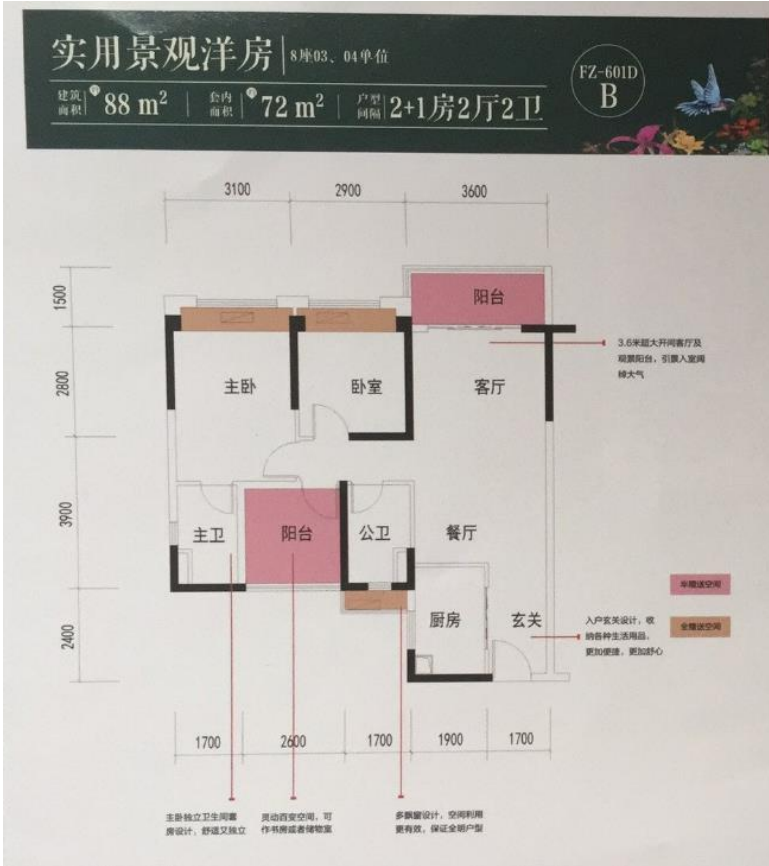 实用景观洋房 8座03、04单位
FZ-601D
B
建筑面积 约 88 m² 套内面积 约 72 m² 户型间隔 2+1房2厅2卫
3100 2900 3600
1500
2800
3900
2400
阳台
主卧 卧室 客厅
3.6米超大开间客厅及
观景阳台，引景入室阔
绰大气
主卫 阳台 公卫 餐厅
半赠送空间
全赠送空间
厨房 玄关
入户玄关设计，收
纳各种生活用品，
更加便捷，更加舒心
1700 2600 1700 1900 1700
主卧独立卫生间套
房设计，舒适又独立
灵动百变空间，可
作书房或者储物室
多飘窗设计，空间利用
更有效，保证全明户型